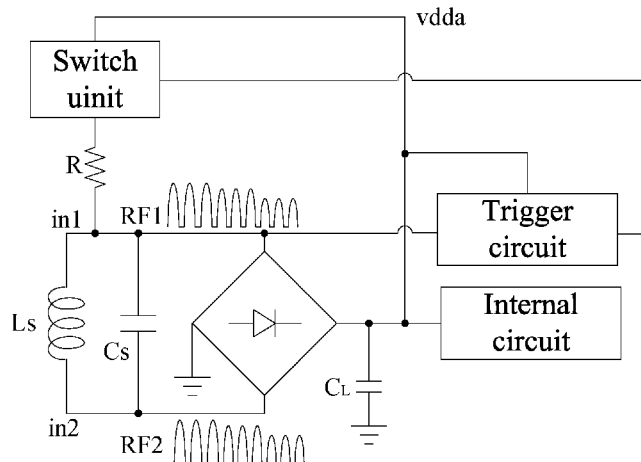 vdda
Switch
uinit
R
in1
RF1
Trigger
circuit
Internal
circuit
Ls
Cs
CL
in2
RF2